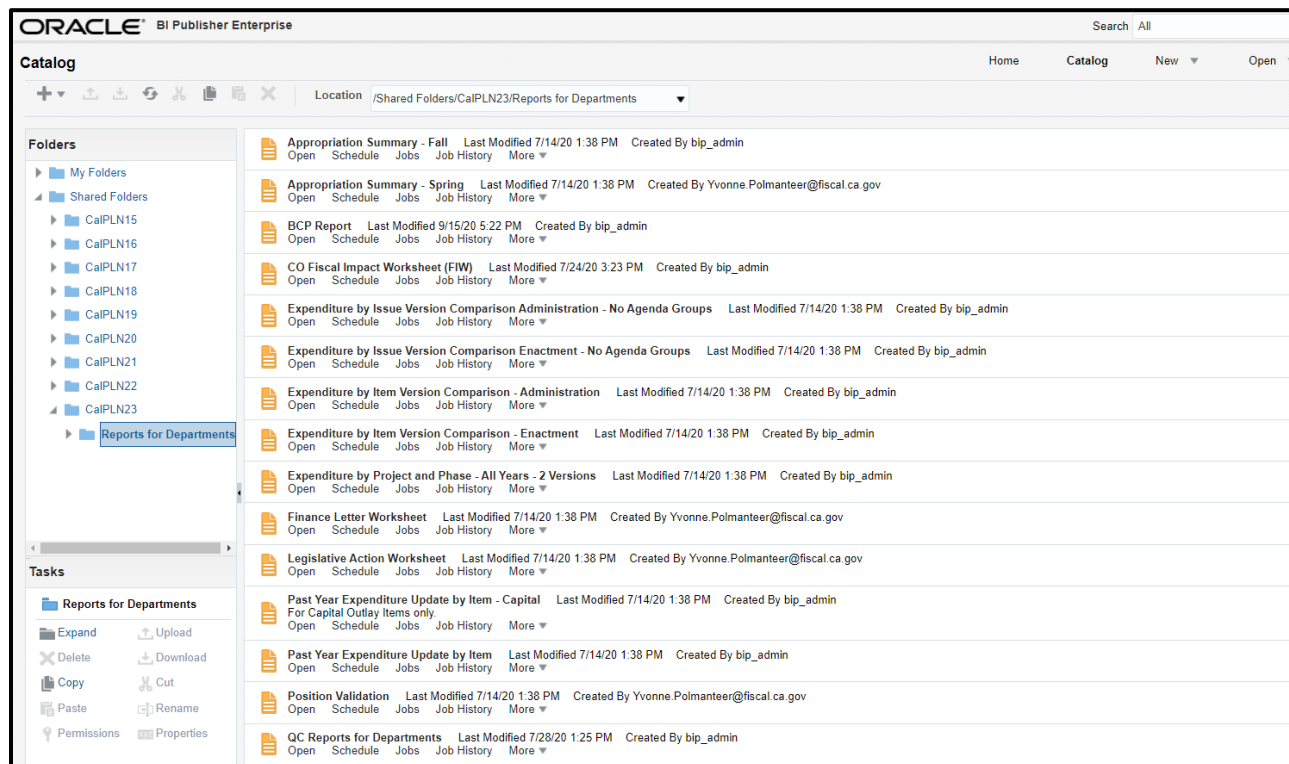 ORACLE® BI Publisher Enterprise
Search All
Catalog
Home Catalog New Open
Location /Shared Folders/CalPLN23/Reports for Departments
Folders
My Folders
Shared Folders
CalPLN15
CalPLN16
CalPLN17
CalPLN18
CalPLN19
CalPLN20
CalPLN21
CalPLN22
CalPLN23
Reports for Departments
Tasks
Reports for Departments
Expand Upload
Delete Download
Copy Cut
Paste Rename
Permissions Properties
Appropriation Summary - Fall Last Modified 7/14/20 1:38 PM Created By bip_admin
Open Schedule Jobs Job History More
Appropriation Summary - Spring Last Modified 7/14/20 1:38 PM Created By Yvonne.Polmanteer@fiscal.ca.gov
Open Schedule Jobs Job History More
BCP Report Last Modified 9/15/20 5:22 PM Created By bip_admin
Open Schedule Jobs Job History More
CO Fiscal Impact Worksheet (FIW) Last Modified 7/24/20 3:23 PM Created By bip_admin
Open Schedule Jobs Job History More
Expenditure by Issue Version Comparison Administration - No Agenda Groups Last Modified 7/14/20 1:38 PM Created By bip_admin
Open Schedule Jobs Job History More
Expenditure by Issue Version Comparison Enactment - No Agenda Groups Last Modified 7/14/20 1:38 PM Created By bip_admin
Open Schedule Jobs Job History More
Expenditure by Item Version Comparison - Administration Last Modified 7/14/20 1:38 PM Created By bip_admin
Open Schedule Jobs Job History More
Expenditure by Item Version Comparison - Enactment Last Modified 7/14/20 1:38 PM Created By bip_admin
Open Schedule Jobs Job History More
Expenditure by Project and Phase - All Years - 2 Versions Last Modified 7/14/20 1:38 PM Created By bip_admin
Open Schedule Jobs Job History More
Finance Letter Worksheet Last Modified 7/14/20 1:38 PM Created By Yvonne.Polmanteer@fiscal.ca.gov
Open Schedule Jobs Job History More
Legislative Action Worksheet Last Modified 7/14/20 1:38 PM Created By Yvonne.Polmanteer@fiscal.ca.gov
Open Schedule Jobs Job History More
Past Year Expenditure Update by Item - Capital Last Modified 7/14/20 1:38 PM Created By bip_admin
For Capital Outlay Items only.
Open Schedule Jobs Job History More
Past Year Expenditure Update by Item Last Modified 7/14/20 1:38 PM Created By bip_admin
Open Schedule Jobs Job History More
Position Validation Last Modified 7/14/20 1:38 PM Created By Yvonne.Polmanteer@fiscal.ca.gov
Open Schedule Jobs Job History More
QC Reports for Departments Last Modified 7/28/20 1:25 PM Created By bip_admin
Open Schedule Jobs Job History More